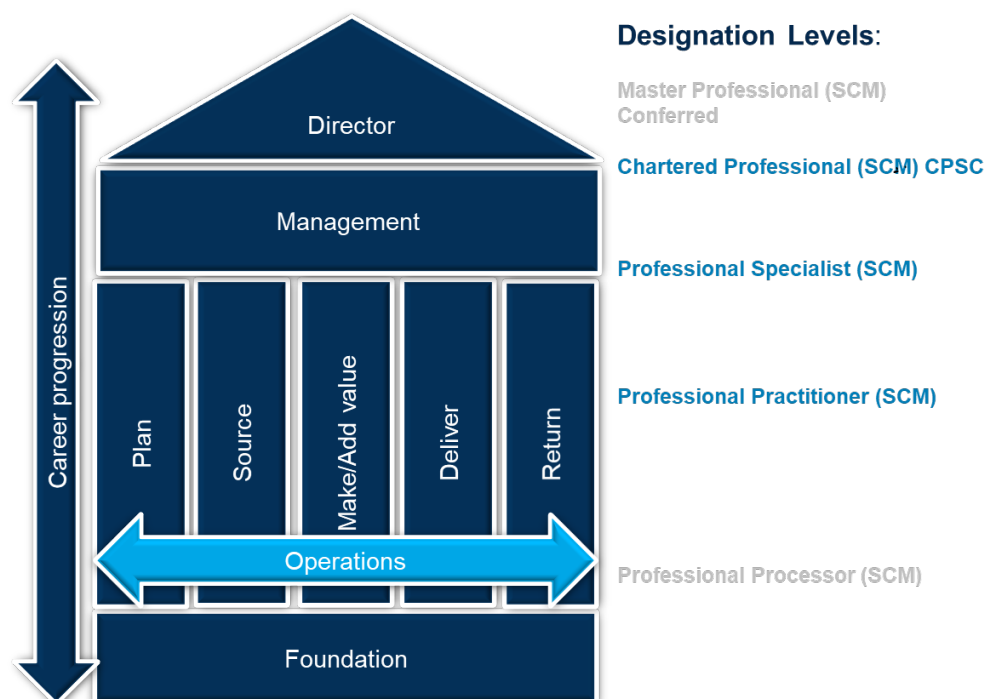 Designation Levels:
Master Professional (SCM)
Conferred
Chartered Professional (SCM) CPSC
Professional Specialist (SCM)
Professional Practitioner (SCM)
Professional Processor (SCM)
Career progression
Director
Management
Plan
Source
Make/Add value
Deliver
Return
Operations
Foundation